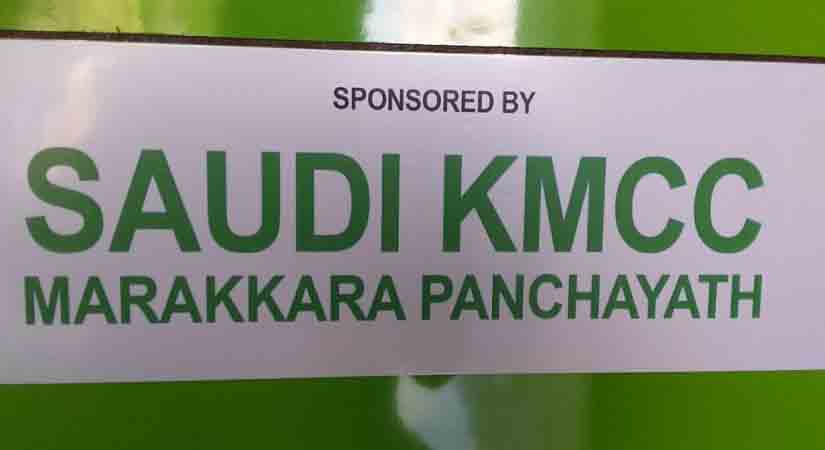 SPONSORED BY
SAUDI KMCC
MARAKKARA PANCHAYATH